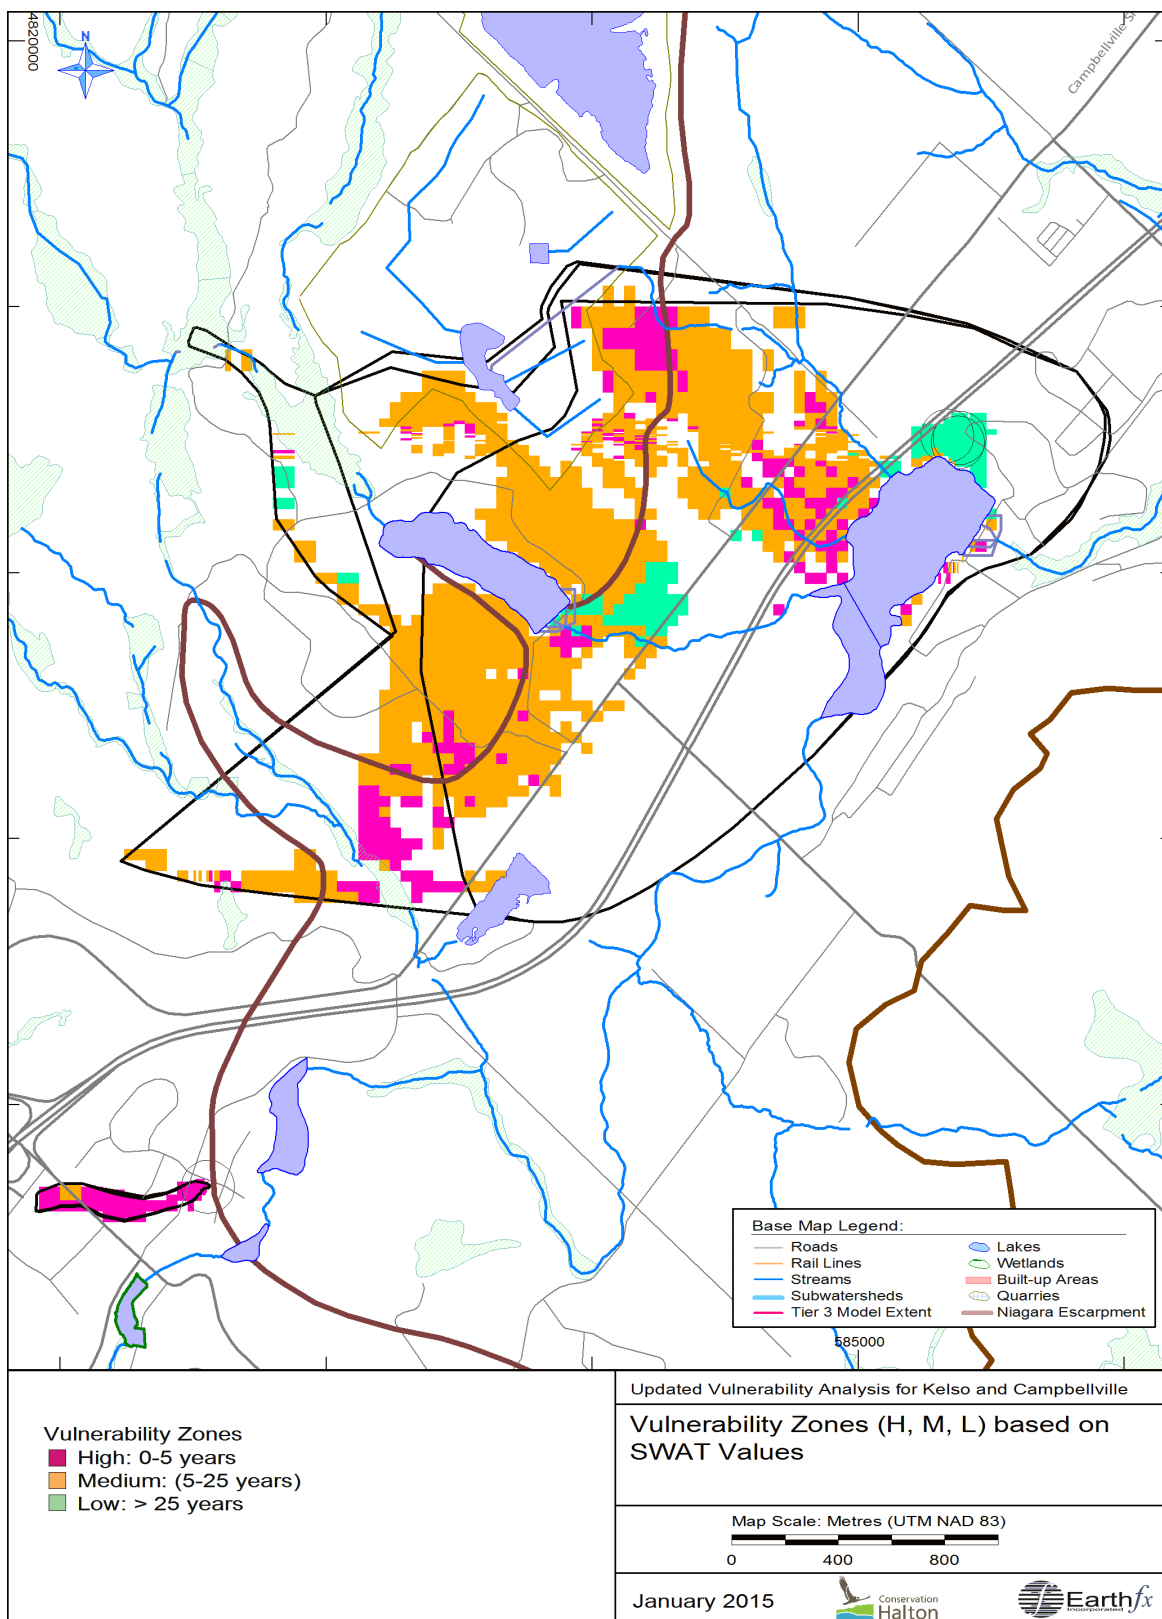 4820000
N
Campbellville S
Base Map Legend:
Roads
Rail Lines
Streams
Subwatersheds
Tier 3 Model Extent
Lakes
Wetlands
Built-up Areas
Quarries
Niagara Escarpment
585000
Vulnerability Zones
High: 0-5 years
Medium: (5-25 years)
Low: > 25 years
Updated Vulnerability Analysis for Kelso and Campbellville
Vulnerability Zones (H, M, L) based on
SWAT Values
Map Scale: Metres (UTM NAD 83)
0 400 800
January 2015
Conservation
Halton
Earthfx
Incorporated